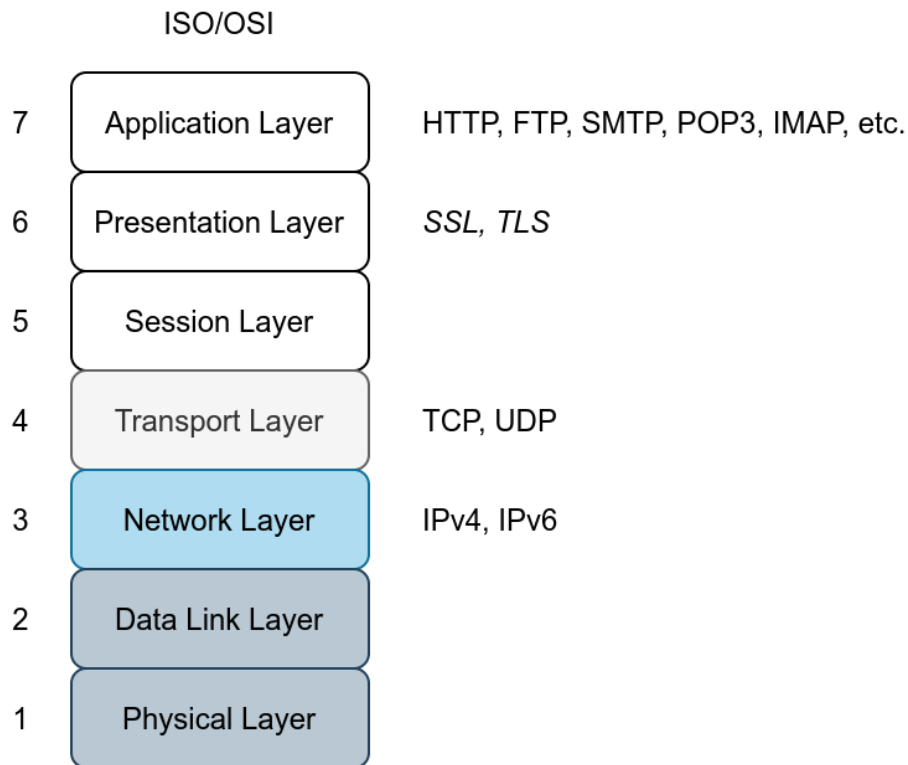 ISO/OSI
7 Application Layer HTTP, FTP, SMTP, POP3, IMAP, etc.
6 Presentation Layer SSL, TLS
5 Session Layer
4 Transport Layer TCP, UDP
3 Network Layer IPv4, IPv6
2 Data Link Layer
1 Physical Layer